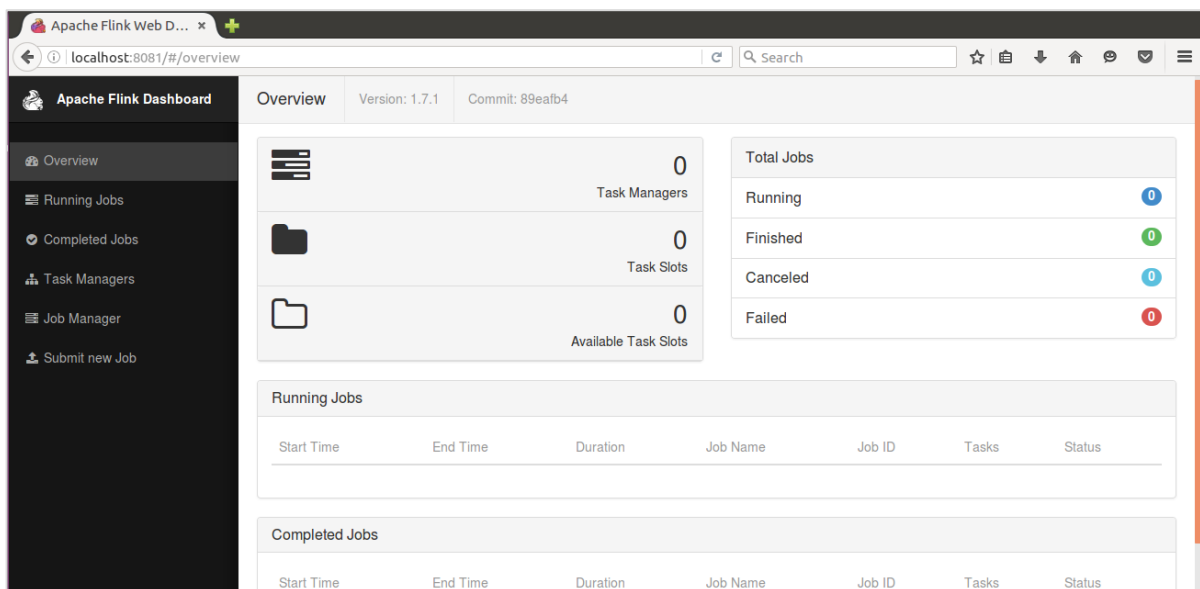 Apache Flink Web D... ×
localhost:8081/#/overview
Search
Apache Flink Dashboard
Overview
Version: 1.7.1
Commit: 89eafb4
Overview
Running Jobs
Completed Jobs
Task Managers
Job Manager
Submit new Job
0
Task Managers
0
Task Slots
0
Available Task Slots
Total Jobs
Running 0
Finished 0
Canceled 0
Failed 0
Running Jobs
Start Time End Time Duration Job Name Job ID Tasks Status
Completed Jobs
Start Time End Time Duration Job Name Job ID Tasks Status